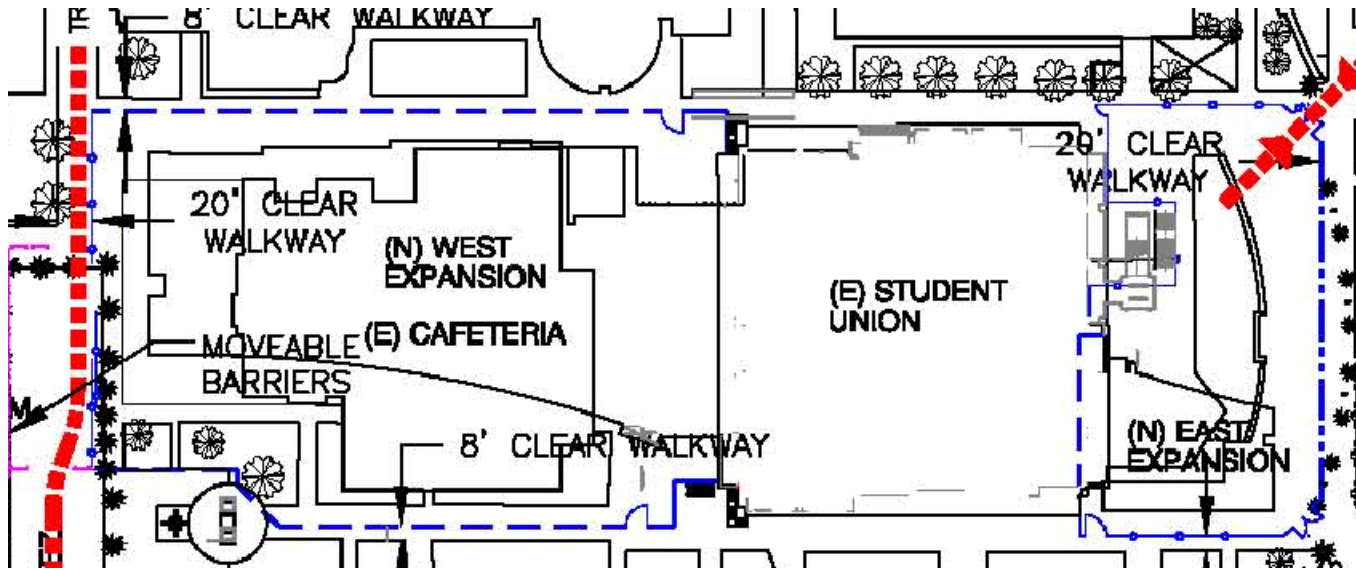 8' CLEAR WALKWAY
TR
20' CLEAR
WALKWAY
20' CLEAR
WALKWAY
(N) WEST
EXPANSION
(E) STUDENT
UNION
(E) CAFETERIA
MOVEABLE
BARRIERS
M
8' CLEAR WALKWAY
(N) EAST
EXPANSION